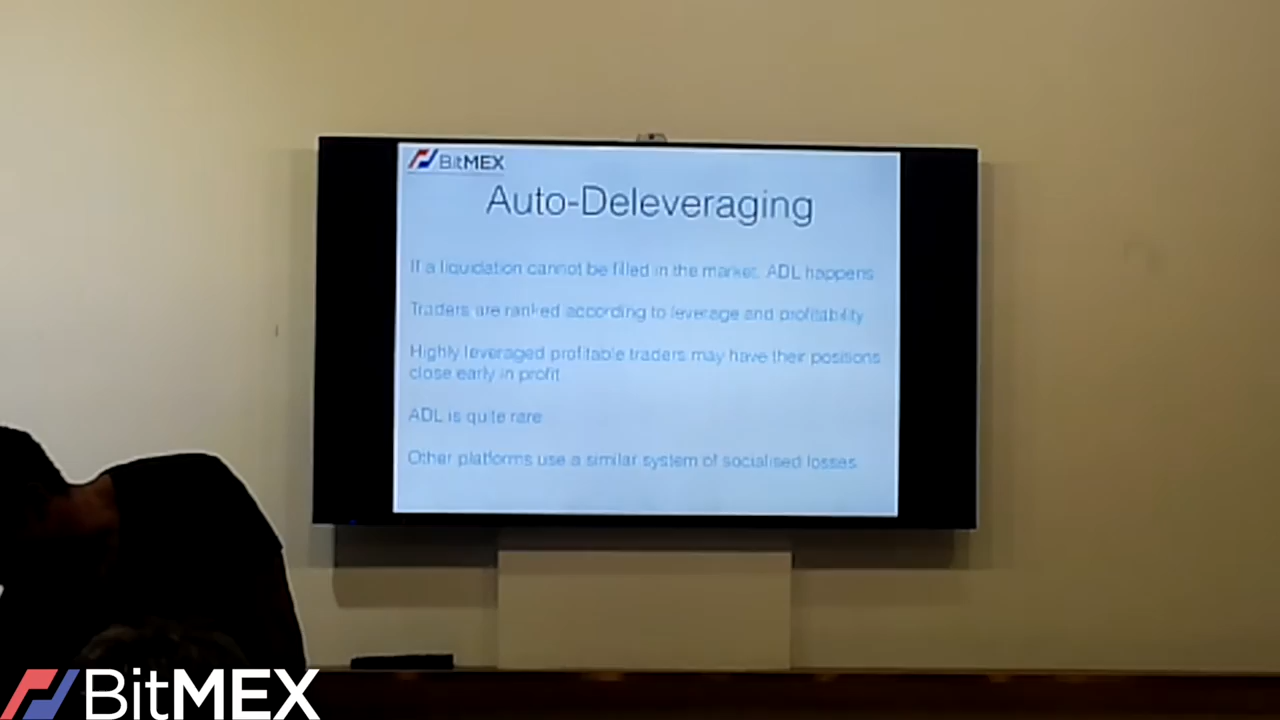 BitMEX
Auto-Deleveraging
If a liquidation cannot be filled in the market, ADL happens
Traders are ranked according to leverage and profitability
Highly leveraged profitable traders may have their positions
close early in profit
ADL is quite rare
Other platforms use a similar system of socialised losses
BitMEX